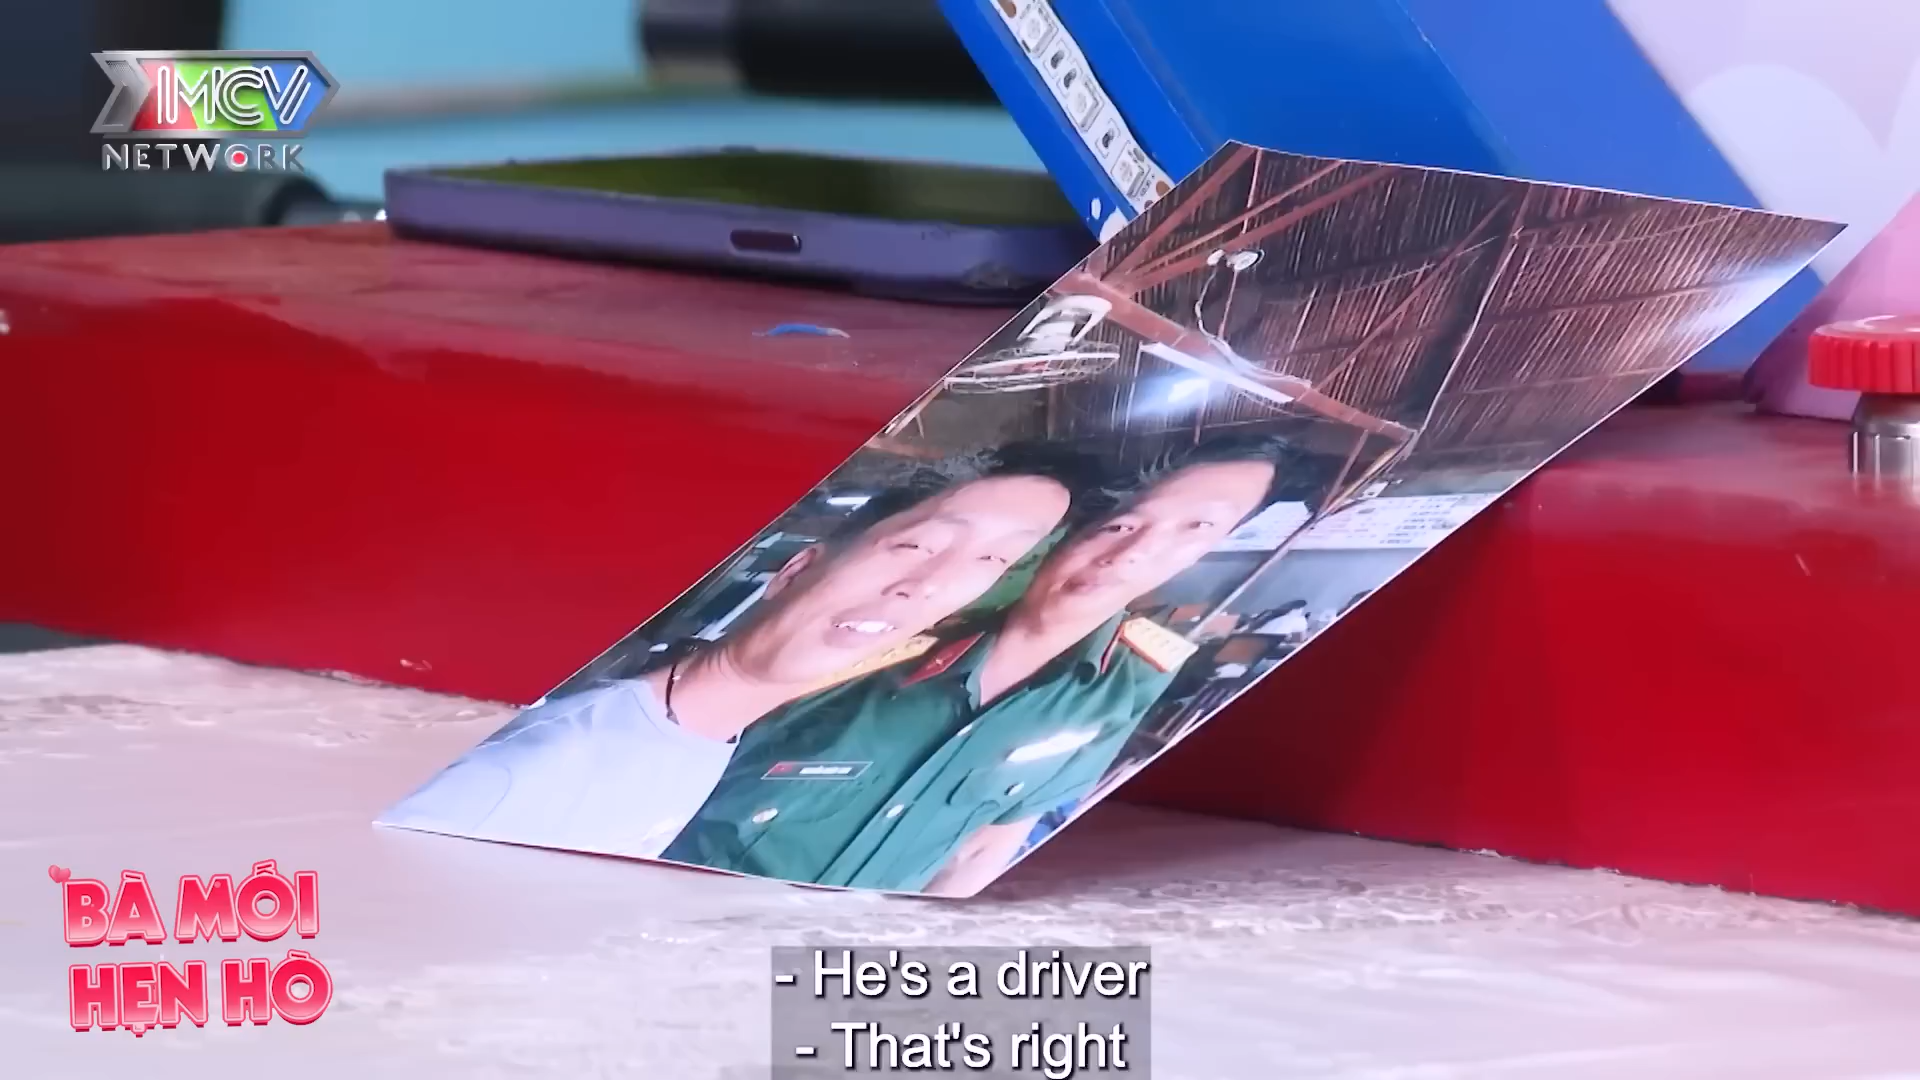 MCV
NETWORK
BÀ MỐI
HẸN HÒ
- He's a driver
- That's right